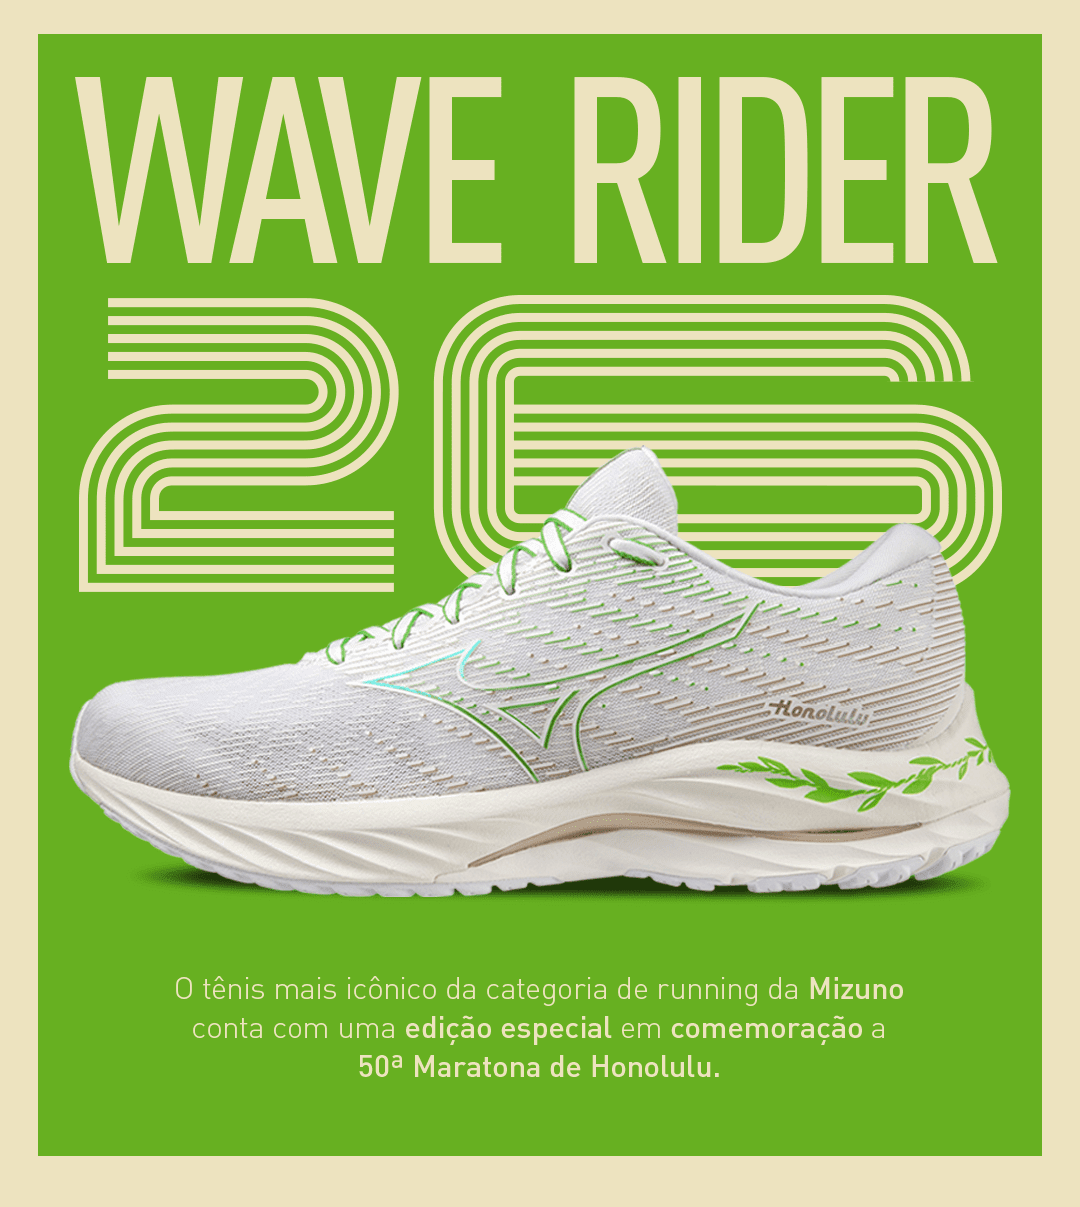 WAVE RIDER
26
Honolulu
O tênis mais icônico da categoria de running da Mizuno
conta com uma edição especial em comemoração a
50ª Maratona de Honolulu.